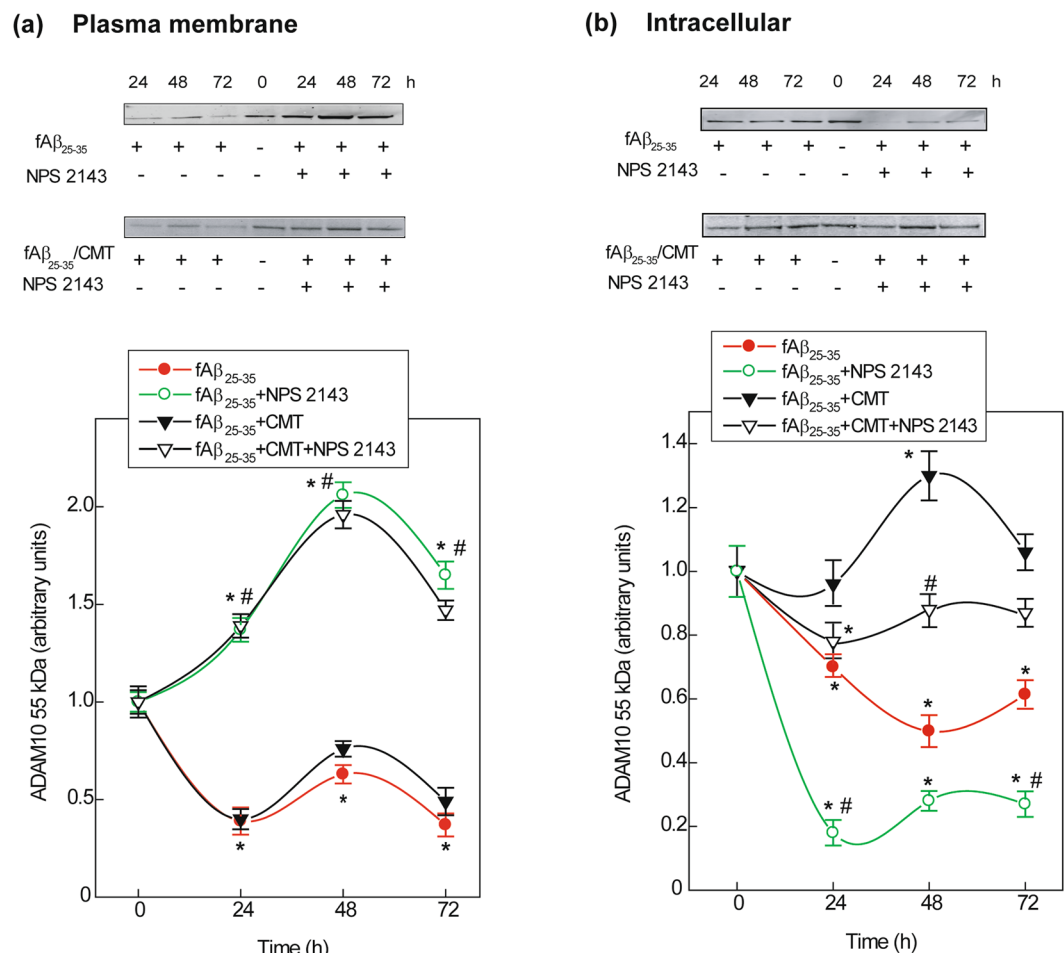 (a) Plasma membrane
24 48 72 0 24 48 72 h
fAβ25-35 + + + - + + +
NPS 2143 - - - - + + +
fAβ25-35/CMT + + + - + + +
NPS 2143 - - - - + + +
fAβ25-35
fAβ25-35+NPS 2143
fAβ25-35+CMT
fAβ25-35+CMT+NPS 2143
ADAM10 55 kDa (arbitrary units)
2.0
1.5
1.0
0.5
0
* #
* #
* #
*
*
*
0 24 48 72
Time (h)
(b) Intracellular
24 48 72 0 24 48 72 h
fAβ25-35 + + + - + + +
NPS 2143 - - - - + + +
fAβ25-35/CMT + + + - + + +
NPS 2143 - - - - + + +
fAβ25-35
fAβ25-35+NPS 2143
fAβ25-35+CMT
fAβ25-35+CMT+NPS 2143
ADAM10 55 kDa (arbitrary units)
1.4
1.2
1.0
0.8
0.6
0.4
0.2
0
*
#
*
*
*
*
* #
*
* #
0 24 48 72
Time (h)